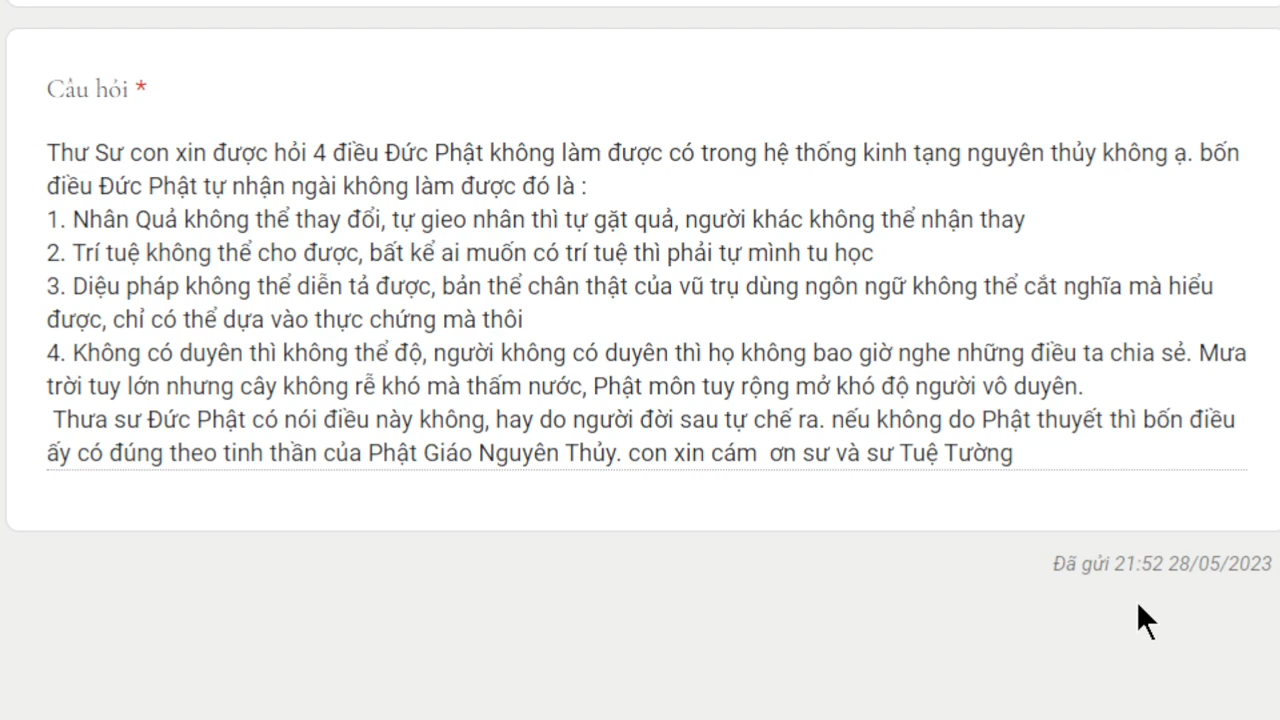 Câu hỏi *
Thư Sư con xin được hỏi 4 điều Đức Phật không làm được có trong hệ thống kinh tạng nguyên thủy không ạ. bốn
điều Đức Phật tự nhận ngài không làm được đó là :
1. Nhân Quả không thể thay đổi, tự gieo nhân thì tự gặt quả, người khác không thể nhận thay
2. Trí tuệ không thể cho được, bất kể ai muốn có trí tuệ thì phải tự mình tu học
3. Diệu pháp không thể diễn tả được, bản thể chân thật của vũ trụ dùng ngôn ngữ không thể cắt nghĩa mà hiểu
được, chỉ có thể dựa vào thực chứng mà thôi
4. Không có duyên thì không thể độ, người không có duyên thì họ không bao giờ nghe những điều ta chia sẻ. Mưa
trời tuy lớn nhưng cây không rễ khó mà thấm nước, Phật môn tuy rộng mở khó độ người vô duyên.
Thưa sư Đức Phật có nói điều này không, hay do người đời sau tự chế ra. nếu không do Phật thuyết thì bốn điều
ấy có đúng theo tinh thần của Phật Giáo Nguyên Thủy. con xin cám  ơn sư và sư Tuệ Tường
Đã gửi 21:52 28/05/2023